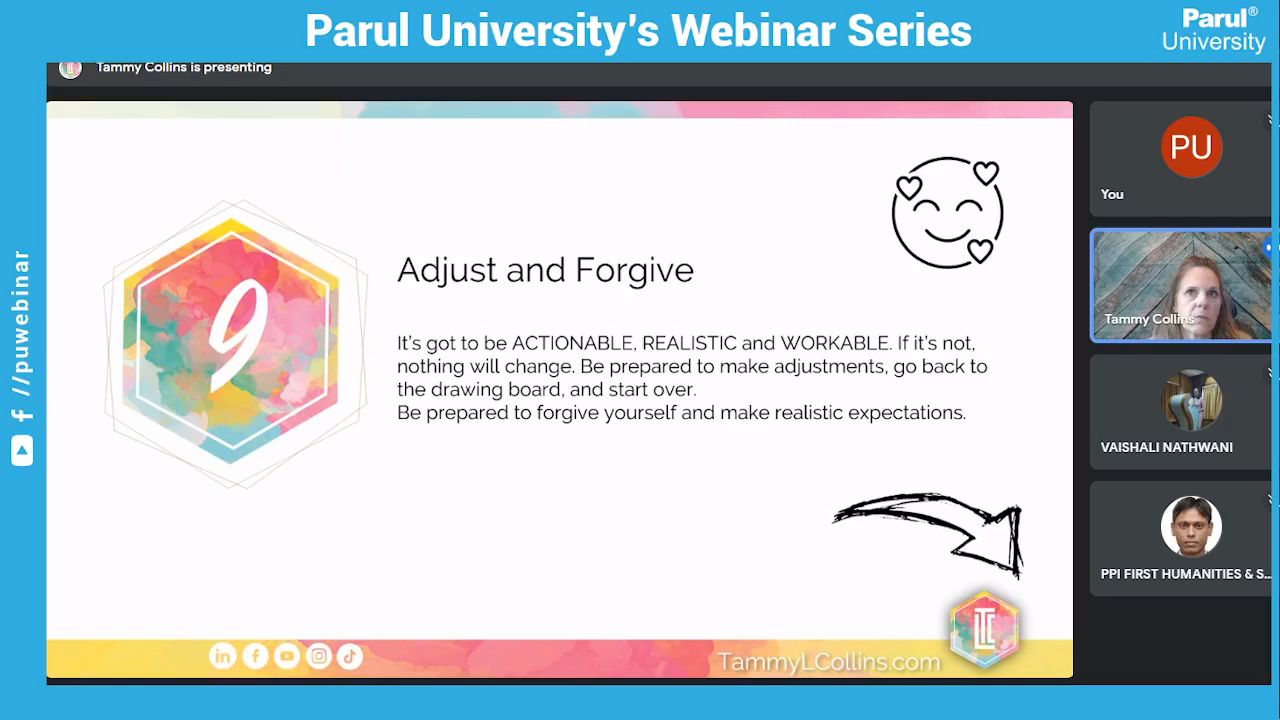 Parul University's Webinar Series
Parul®
University
Tammy Collins is presenting
PU
You
Tammy Collins
VAISHALI NATHWANI
PPI FIRST HUMANITIES & S...
9
Adjust and Forgive
It's got to be ACTIONABLE, REALISTIC and WORKABLE. If it's not,
nothing will change. Be prepared to make adjustments, go back to
the drawing board, and start over.
Be prepared to forgive yourself and make realistic expectations.
TammyLCollins.com
TLC
//puwebinar